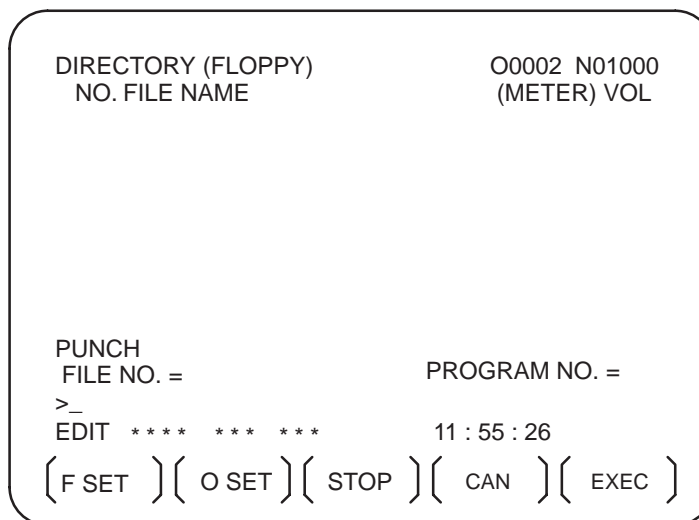 DIRECTORY (FLOPPY) O0002 N01000
NO. FILE NAME (METER) VOL
PUNCH
FILE NO. = PROGRAM NO. =
>_
EDIT **** *** *** 11 : 55 : 26
[ F SET ] [ O SET ] [ STOP ] [ CAN ] [ EXEC ]